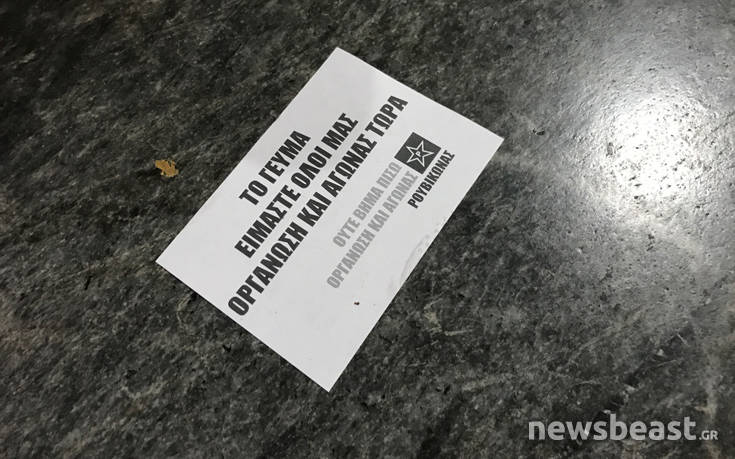 ΤΟ ΓΕΥΜΑ
ΕΙΜΑΣΤΕ ΟΛΟΙ ΜΑΣ
ΟΡΓΑΝΩΣΗ ΚΑΙ ΑΓΩΝΑΣ ΤΩΡΑ
ΟΥΤΕ ΒΗΜΑ ΠΙΣΩ
ΟΡΓΑΝΩΣΗ ΚΑΙ ΑΓΩΝΑΣ
Ρ
ΡΟΥΒΙΚΩΝΑΣ
newsbeast.GR